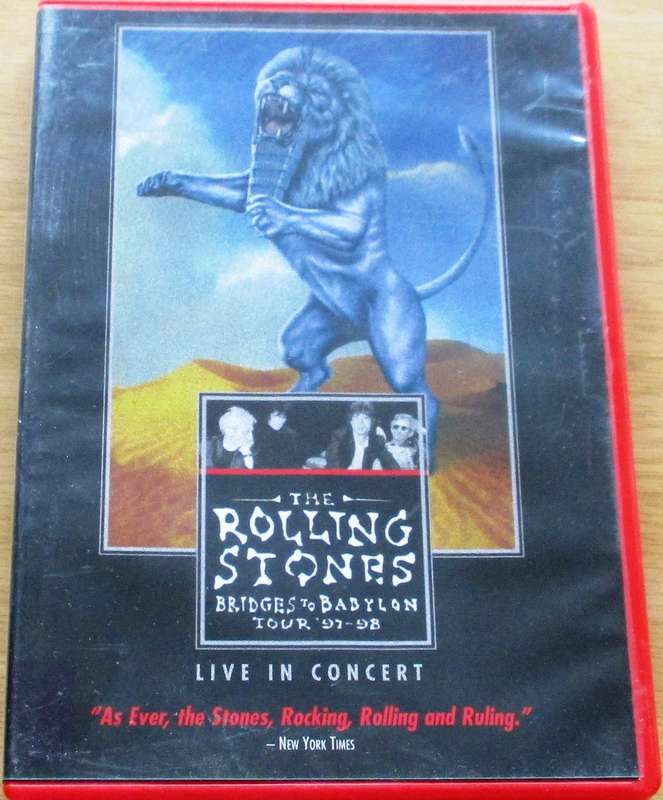 THE
ROLLING
STONES
BRIDGES TO BABYLON
TOUR '97-98
LIVE IN CONCERT
"As Ever, the Stones, Rocking, Rolling and Ruling."
– NEW YORK TIMES